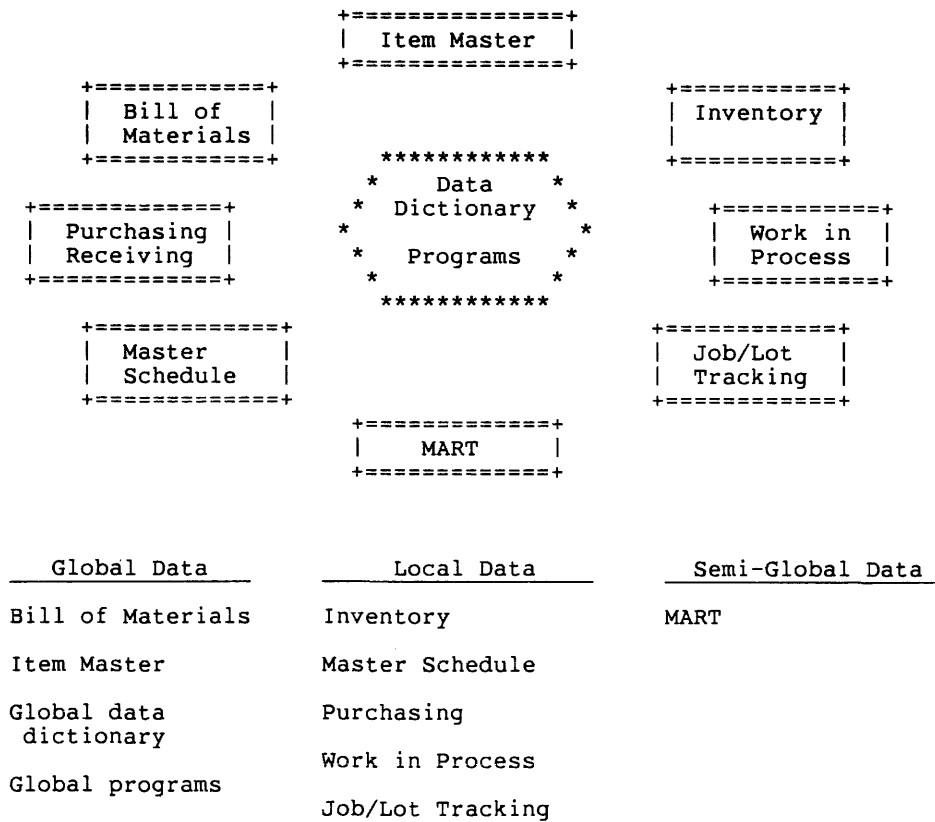 +===============+
| Item Master |
+===============+
+============+ +===========+
| Bill of | | Inventory |
| Materials | | |
+============+ ************ +===========+
* Data *
+=============+ * Dictionary * +===========+
| Purchasing | * * | Work in |
| Receiving | * Programs * | Process |
+=============+ * * +===========+
************
+=============+ +============+
| Master | | Job/Lot |
| Schedule | | Tracking |
+=============+ +============+
+=============+
| MART |
+=============+
Global Data Local Data Semi-Global Data
Bill of Materials Inventory MART
Item Master Master Schedule
Global data Purchasing
dictionary
Work in Process
Global programs
Job/Lot Tracking